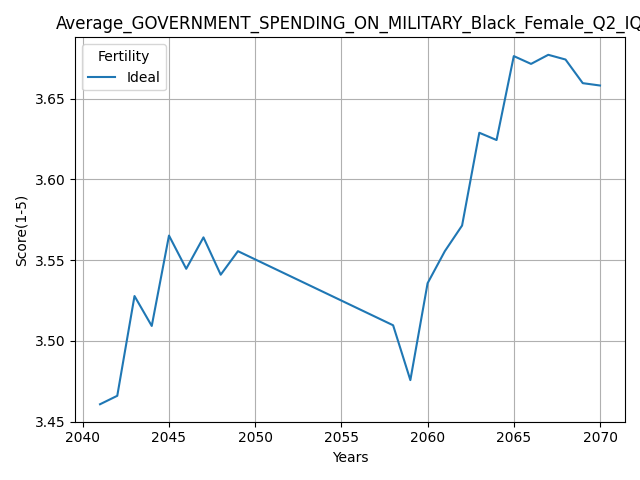 Average_GOVERNMENT_SPENDING_ON_MILITARY_Black_Female_Q2_IQ
Fertility
Ideal
Score(1-5)
3.65
3.60
3.55
3.50
3.45
2040 2045 2050 2055 2060 2065 2070
Years